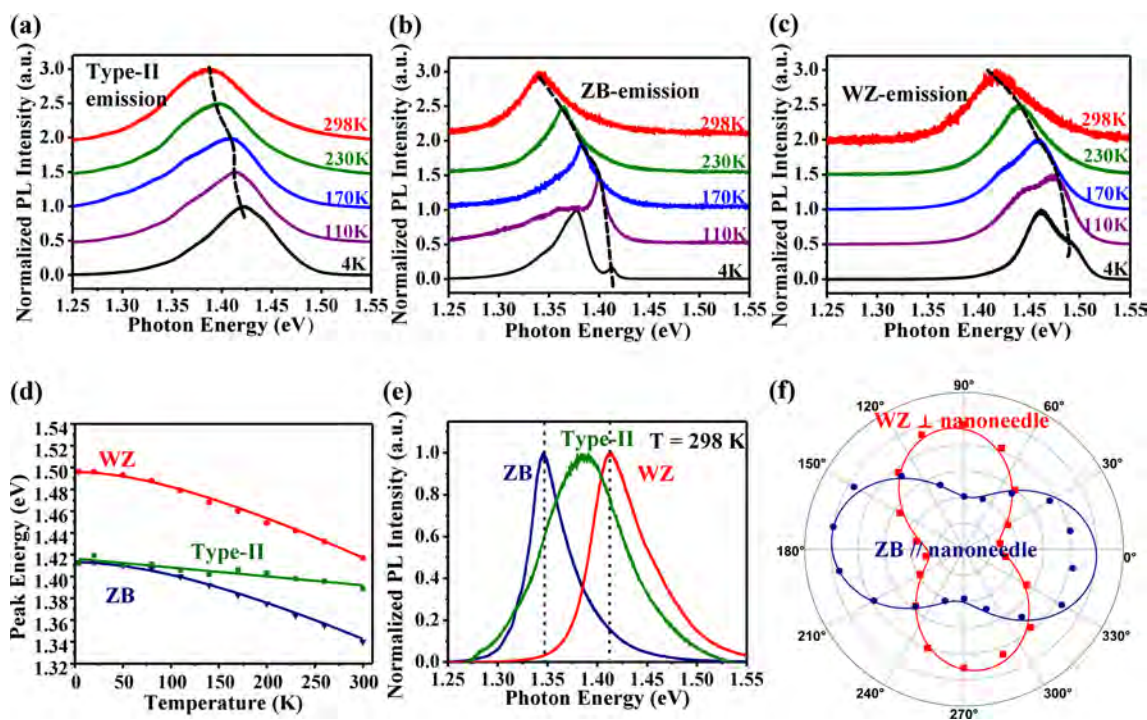 (a)
Normalized PL Intensity (a.u.)
3.0
2.5
2.0
1.5
1.0
0.5
0.0
Type-II
emission
298K
230K
170K
110K
4K
1.25 1.30 1.35 1.40 1.45 1.50 1.55
Photon Energy (eV)
(b)
Normalized PL Intensity (a.u.)
3.0
2.5
2.0
1.5
1.0
0.5
0.0
ZB-emission
298K
230K
170K
110K
4K
1.25 1.30 1.35 1.40 1.45 1.50 1.55
Photon Energy (eV)
(c)
Normalized PL Intensity (a.u.)
3.0
2.5
2.0
1.5
1.0
0.5
0.0
WZ-emission
298K
230K
170K
110K
4K
1.25 1.30 1.35 1.40 1.45 1.50 1.55
Photon Energy (eV)
(d)
Peak Energy (eV)
1.54
1.52
1.50
1.48
1.46
1.44
1.42
1.40
1.38
1.36
1.34
1.32
WZ
Type-II
ZB
0 50 100 150 200 250 300
Temperature (K)
(e)
Normalized PL Intensity (a.u.)
1.0
0.8
0.6
0.4
0.2
0.0
Type-II T = 298 K
ZB
WZ
1.25 1.30 1.35 1.40 1.45 1.50 1.55
Photon Energy (eV)
(f)
90°
120°
60°
WZ ⊥ nanoneedle
150°
30°
180°
ZB // nanoneedle
0°
210°
330°
240°
300°
270°